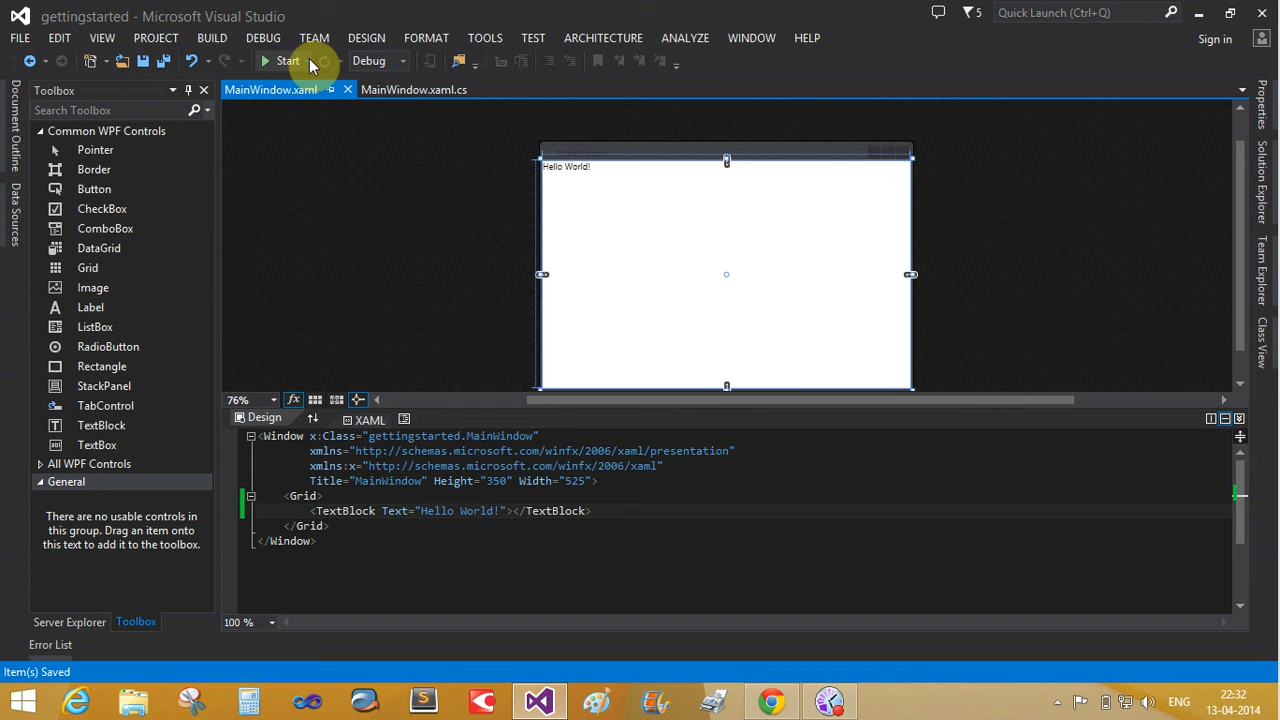 gettingstarted - Microsoft Visual Studio
5
Quick Launch (Ctrl+Q)
FILE EDIT VIEW PROJECT BUILD DEBUG TEAM DESIGN FORMAT TOOLS TEST ARCHITECTURE ANALYZE WINDOW HELP
Sign in
Start
Debug
Document Outline
Data Sources
Toolbox
Search Toolbox
Common WPF Controls
Pointer
Border
Button
CheckBox
ComboBox
DataGrid
Grid
Image
Label
ListBox
RadioButton
Rectangle
StackPanel
TabControl
TextBlock
TextBox
All WPF Controls
General
There are no usable controls in
this group. Drag an item onto
this text to add it to the toolbox.
Server Explorer
Toolbox
MainWindow.xaml
MainWindow.xaml.cs
Hello World!
76%
Design
XAML
<Window x:Class="gettingstarted.MainWindow"
xmlns="http://schemas.microsoft.com/winfx/2006/xaml/presentation"
xmlns:x="http://schemas.microsoft.com/winfx/2006/xaml"
Title="MainWindow" Height="350" Width="525">
<Grid>
<TextBlock Text="Hello World!"></TextBlock>
</Grid>
</Window>
100 %
Properties
Solution Explorer
Team Explorer
Class View
Error List
Item(s) Saved
ENG
22:32
13-04-2014